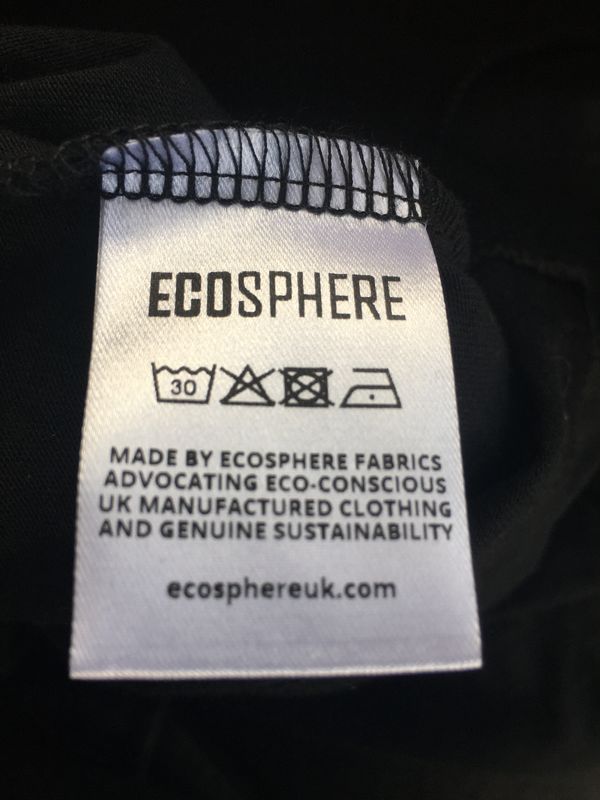 ECOSPHERE
30
MADE BY ECOSPHERE FABRICS
ADVOCATING ECO-CONSCIOUS
UK MANUFACTURED CLOTHING
AND GENUINE SUSTAINABILITY
ecosphereuk.com